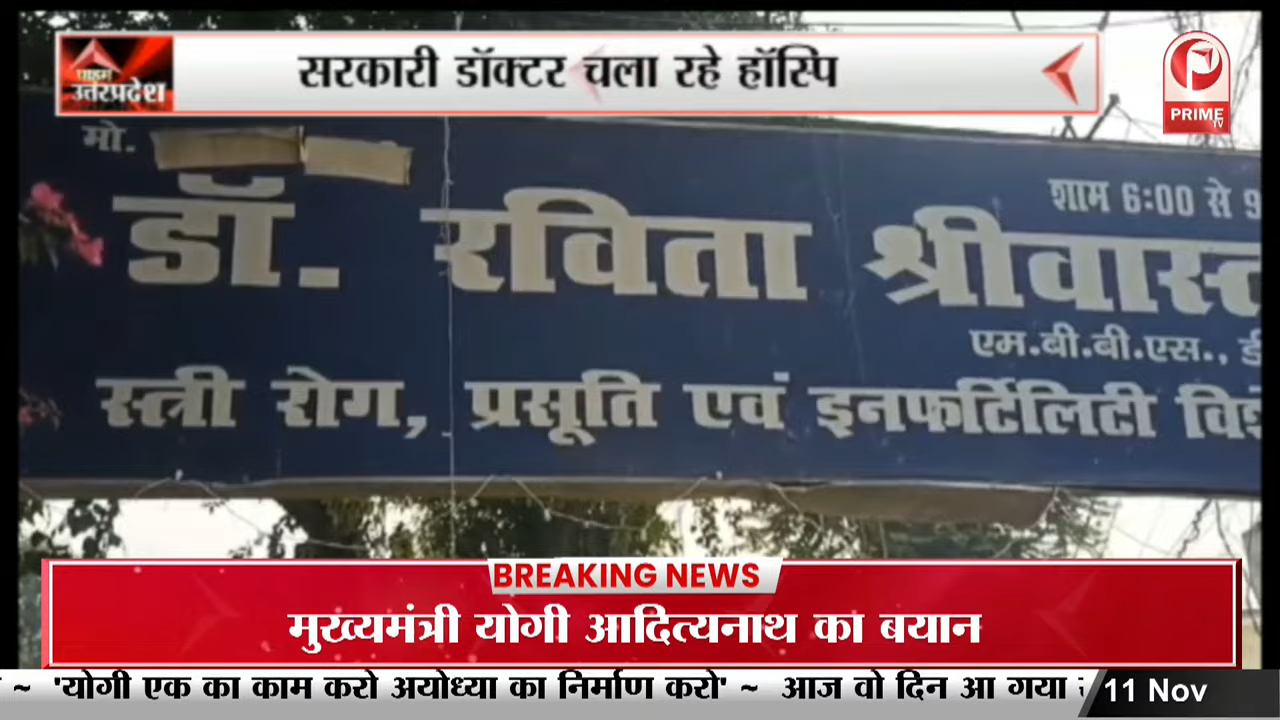 सरकारी डॉक्टर चला रहे हॉस्पि
प्राइम
उत्तरप्रदेश
PRIME
TV
मो.
शाम 6:00 से 9
डॉ. रविता श्रीवास्त
एम.बी.बी.एस., डी
स्त्री रोग, प्रसूति एवं इनफर्टिलिटी विशे
BREAKING NEWS
मुख्यमंत्री योगी आदित्यनाथ का बयान
~ 'योगी एक का काम करो अयोध्या का निर्माण करो' ~ आज वो दिन आ गया
11 Nov